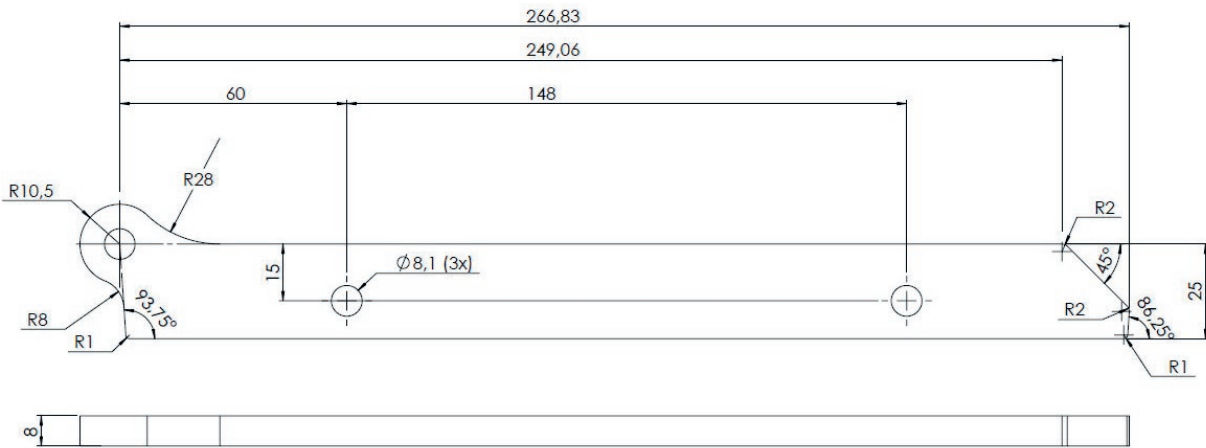 266,83
249,06
60
148
R28
R10,5
R2
15
Ø8,1 (3x)
45°
25
93,75°
R8
R2
86,25°
R1
R1
8